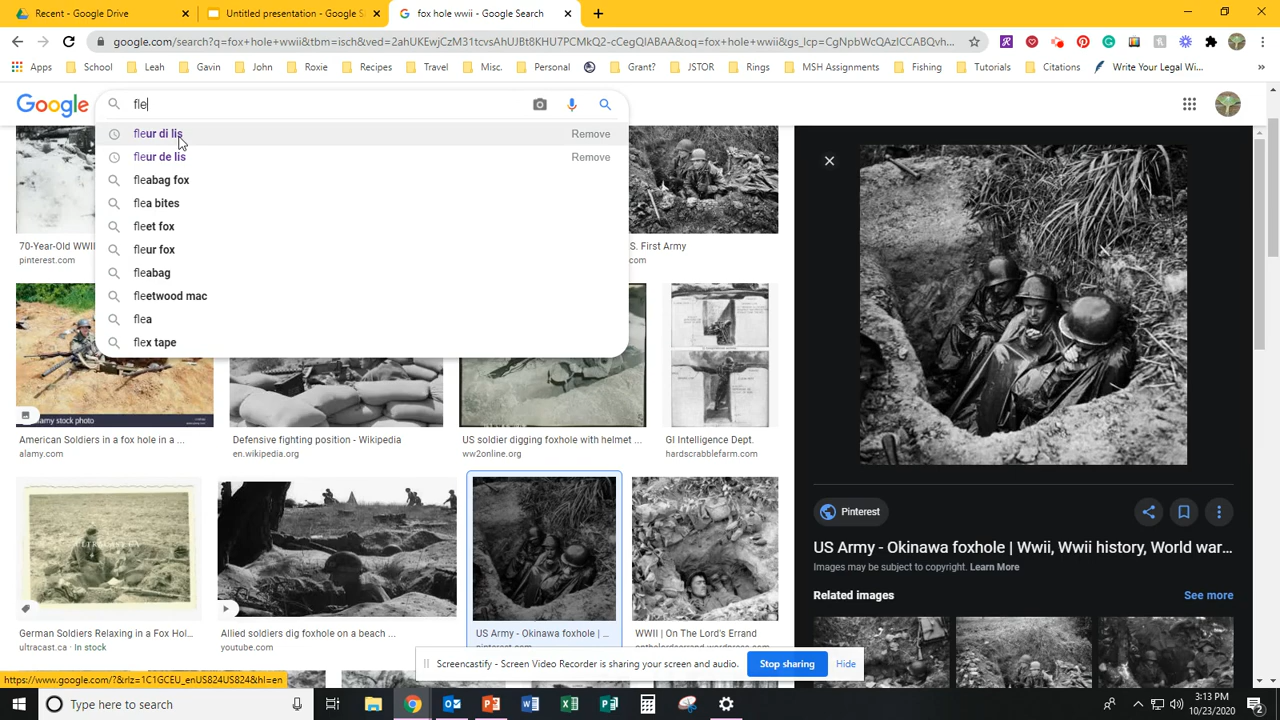 Recent - Google Drive
Untitled presentation - Google S
fox hole wwii - Google Search
google.com/search?q=fox+hole+wwii&tbm=isch&ved=2ahUKEwjCzM31tcvsAhUJBt8KHU7PCMkQ2-cCegQIABAA&oq=fox+hole+wwii&gs_lcp=CgNpbWcQAzICCABQvh...
Apps School Leah Gavin John Roxie Recipes Travel Misc. Personal Grant? JSTOR Rings MSH Assignments Fishing Tutorials Citations Write Your Legal Wi...
Google
fle
fleur di lis Remove
fleur de lis Remove
fleabag fox
flea bites
fleet fox
fleur fox
fleabag
fleetwood mac
flea
flex tape
70-Year-Old WWII
pinterest.com
S. First Army
com
alamy stock photo
American Soldiers in a fox hole in a ...
alamy.com
Defensive fighting position - Wikipedia
en.wikipedia.org
US soldier digging foxhole with helmet ...
ww2online.org
GI Intelligence Dept.
hardscrabblefarm.com
German Soldiers Relaxing in a Fox Hol...
ultracast.ca · In stock
Allied soldiers dig foxhole on a beach ...
youtube.com
US Army - Okinawa foxhole | ...
pinterest.com
WWII | On The Lord's Errand
onthelordserrand.wordpress.com
Pinterest
US Army - Okinawa foxhole | Wwii, Wwii history, World war...
Images may be subject to copyright. Learn More
Related images See more
Screencastify - Screen Video Recorder is sharing your screen and audio. Stop sharing Hide
https://www.google.com/?&rlz=1C1GCEU_enUS824US824&hl=en
Type here to search
3:13 PM
10/23/2020
2